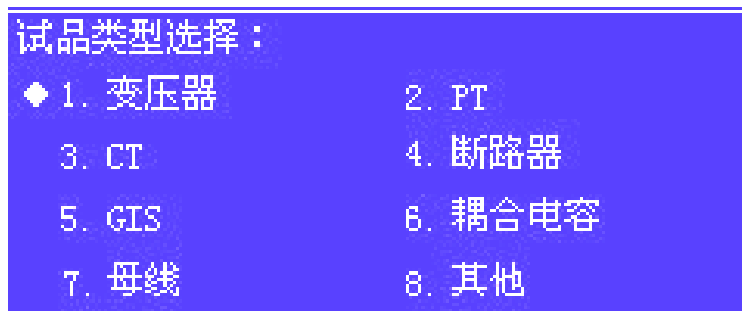 试品类型选择：
◆1. 变压器 2. PT
3. CT 4. 断路器
5. GIS 6. 耦合电容
7. 母线 8. 其他